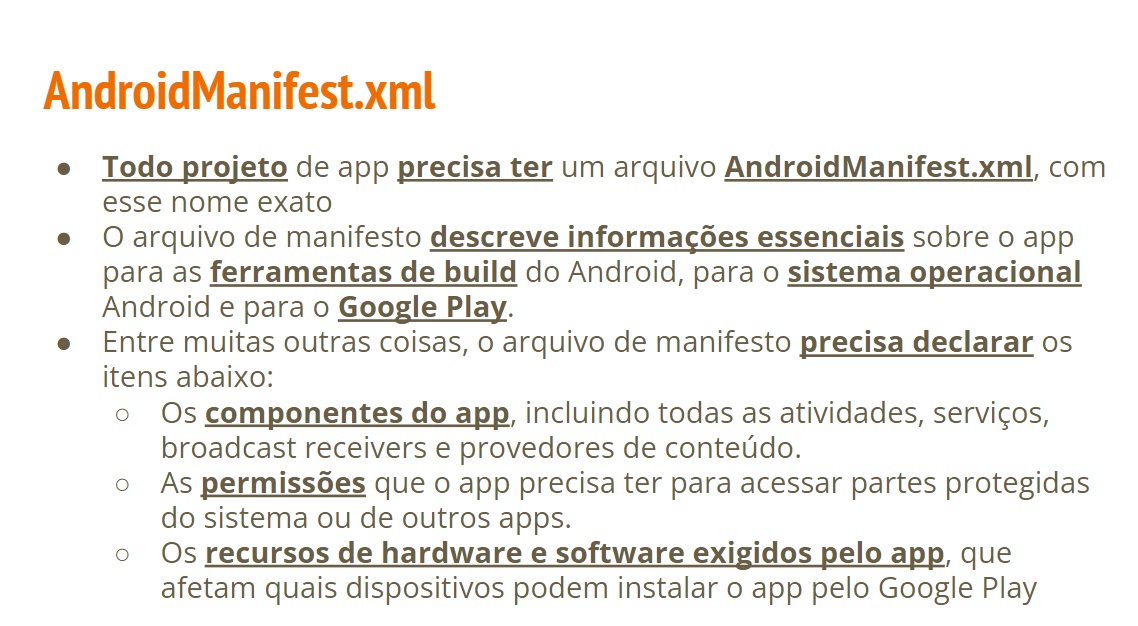 AndroidManifest.xml
● Todo projeto de app precisa ter um arquivo AndroidManifest.xml, com
esse nome exato
● O arquivo de manifesto descreve informações essenciais sobre o app
para as ferramentas de build do Android, para o sistema operacional
Android e para o Google Play.
● Entre muitas outras coisas, o arquivo de manifesto precisa declarar os
itens abaixo:
○ Os componentes do app, incluindo todas as atividades, serviços,
broadcast receivers e provedores de conteúdo.
○ As permissões que o app precisa ter para acessar partes protegidas
do sistema ou de outros apps.
○ Os recursos de hardware e software exigidos pelo app, que
afetam quais dispositivos podem instalar o app pelo Google Play